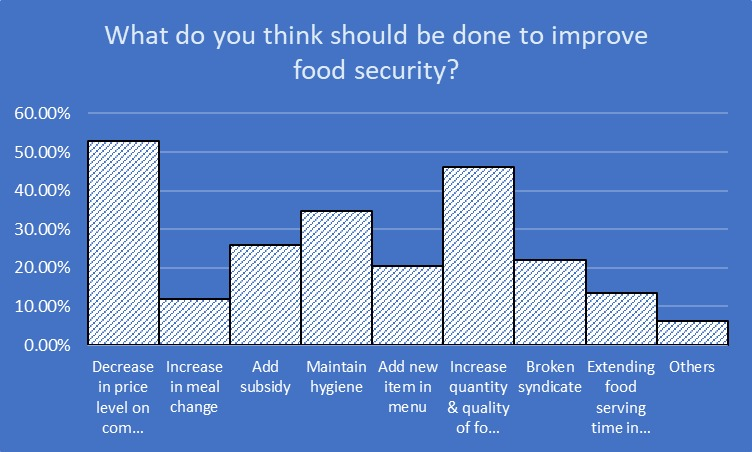 What do you think should be done to improve
food security?
60.00%
50.00%
40.00%
30.00%
20.00%
10.00%
0.00%
Decrease
in price
level on
com...
Increase
in meal
change
Add
subsidy
Maintain
hygiene
Add new
item in
menu
Increase
quantity
& quality
of fo...
Broken
syndicate
Extending
food
serving
time in...
Others